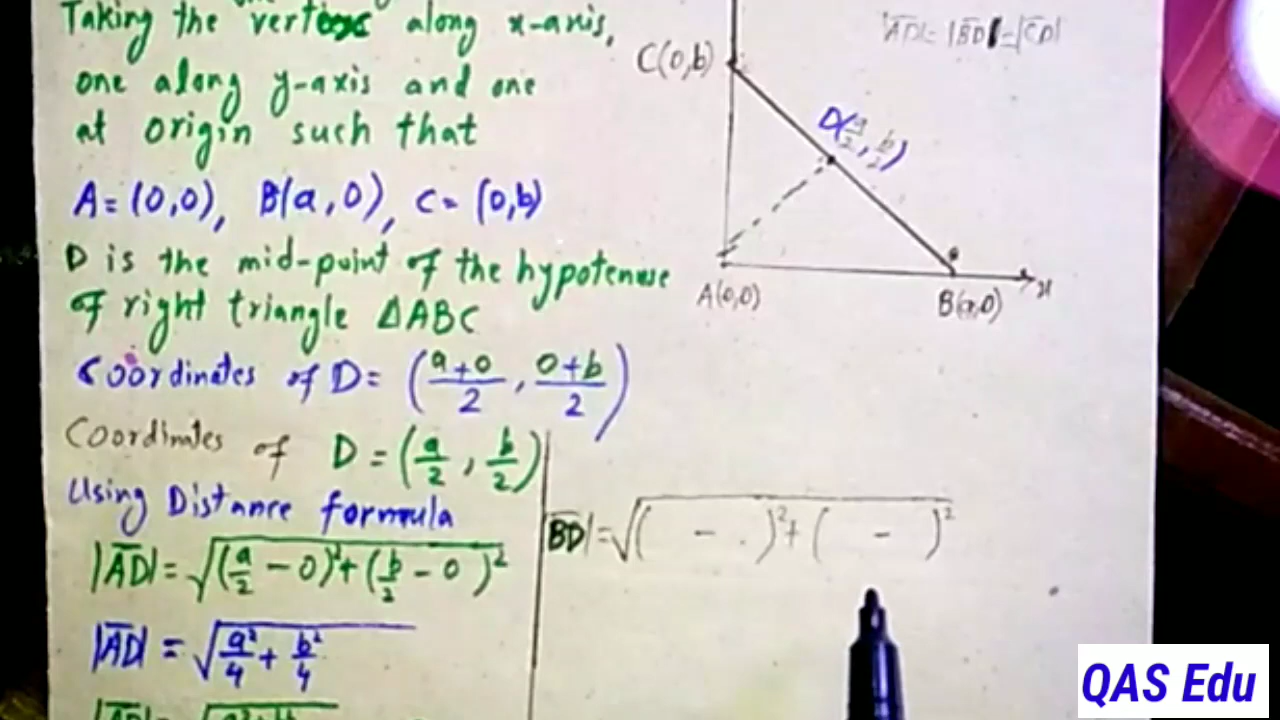 Taking the vertex along x-axis,
one along y-axis and one
at origin such that
A = (0,0), B(a,0), C = (0,b)
D is the mid-point of the hypotenuse
of right triangle ΔABC
Coordinates of D = (a+0/2, 0+b/2)
Coordinates of D = (a/2, b/2)
Using Distance formula
|AD| = √(a/2 - 0)² + (b/2 - 0)²
|AD| = √a²/4 + b²/4
|AD| = |BD| = |CD|
C(0,b)
D(a/2, b/2)
A(0,0)
B(a,0)
x
|BD| = √( - )² + ( - )²
QAS Edu